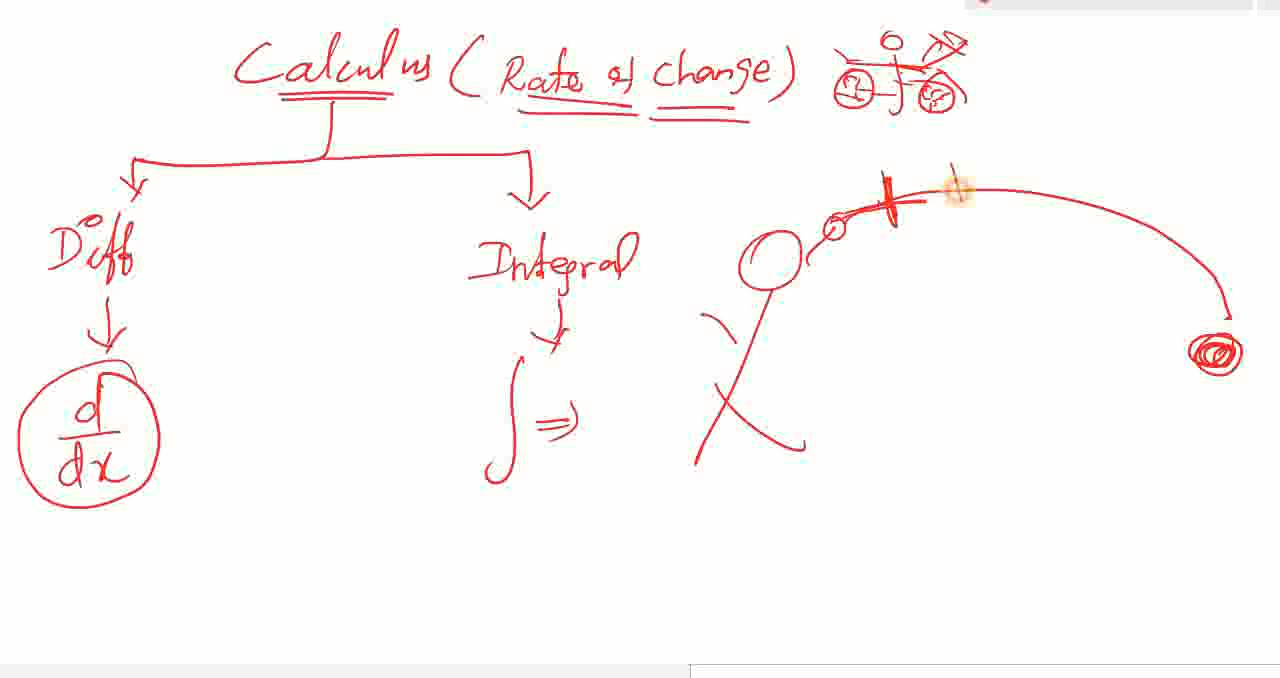 Calculus (Rate of change)
Diff
Integral
d
dx
∫ ⇒